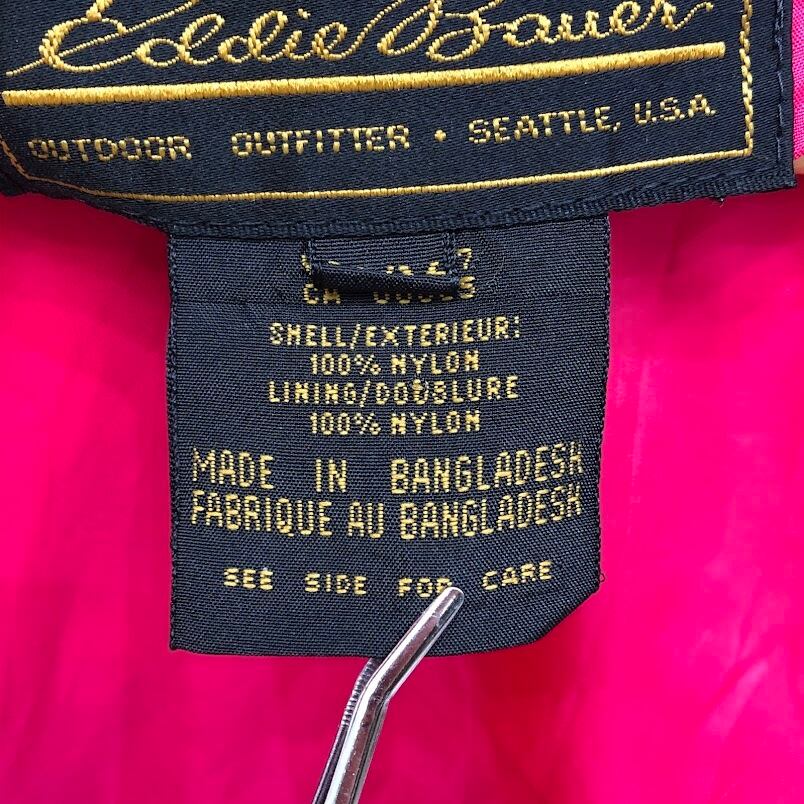 Eddie Bauer
OUTDOOR OUTFITTER • SEATTLE, U.S.A.
CA
SHELL/EXTERIEUR:
100% NYLON
LINING/DOUBLURE
100% NYLON
MADE IN BANGLADESH
FABRIQUE AU BANGLADESH
SEE SIDE FOR CARE